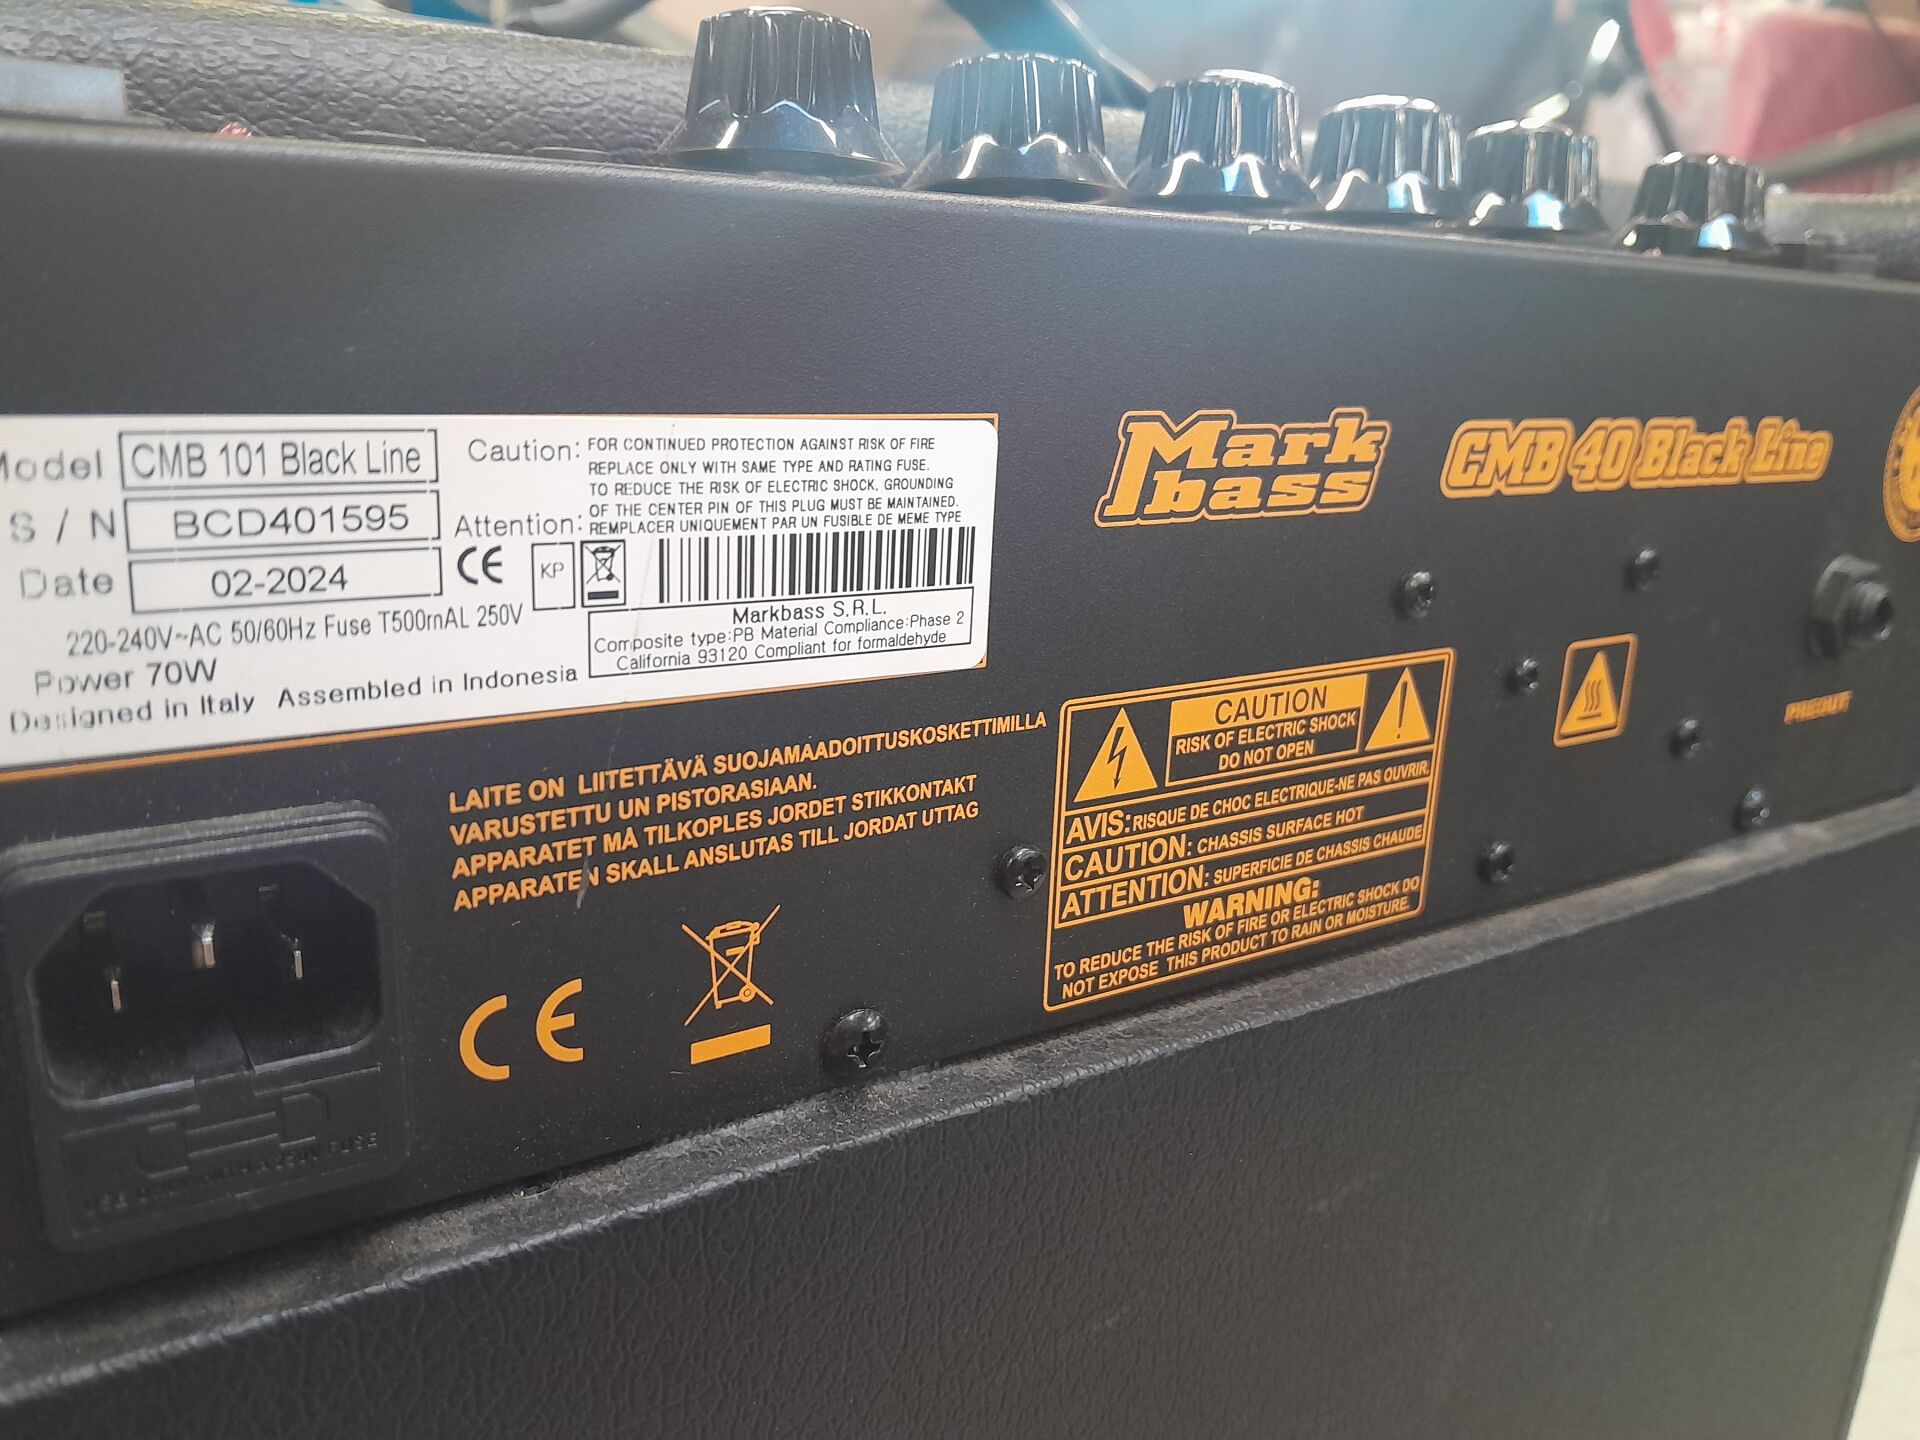 Model CMB 101 Black Line
S / N BCD401595
Date 02-2024
220-240V~AC 50/60Hz Fuse T500mAL 250V
Power 70W
Designed in Italy Assembled in Indonesia
Caution: FOR CONTINUED PROTECTION AGAINST RISK OF FIRE
REPLACE ONLY WITH SAME TYPE AND RATING FUSE.
TO REDUCE THE RISK OF ELECTRIC SHOCK, GROUNDING
OF THE CENTER PIN OF THIS PLUG MUST BE MAINTAINED.
Attention: REMPLACER UNIQUEMENT PAR UN FUSIBLE DE MEME TYPE
CE KP
Markbass S.R.L.
Composite type:PB Material Compliance:Phase 2
California 93120 Compliant for formaldehyde
Mark
bass
CMB 40 Black Line
LAITE ON LIITETTÄVÄ SUOJAMAADOITTUSKOSKETTIMILLA
VARUSTETTU UN PISTORASIAAN.
APPARATET MÅ TILKOPLES JORDET STIKKONTAKT
APPARATEN SKALL ANSLUTAS TILL JORDAT UTTAG
CE
CAUTION
RISK OF ELECTRIC SHOCK
DO NOT OPEN
AVIS: RISQUE DE CHOC ELECTRIQUE-NE PAS OUVRIR.
CAUTION: CHASSIS SURFACE HOT
ATTENTION: SUPERFICIE DE CHASSIS CHAUDE
WARNING:
TO REDUCE THE RISK OF FIRE OR ELECTRIC SHOCK DO
NOT EXPOSE THIS PRODUCT TO RAIN OR MOISTURE.
PREOUT
250V FUSE